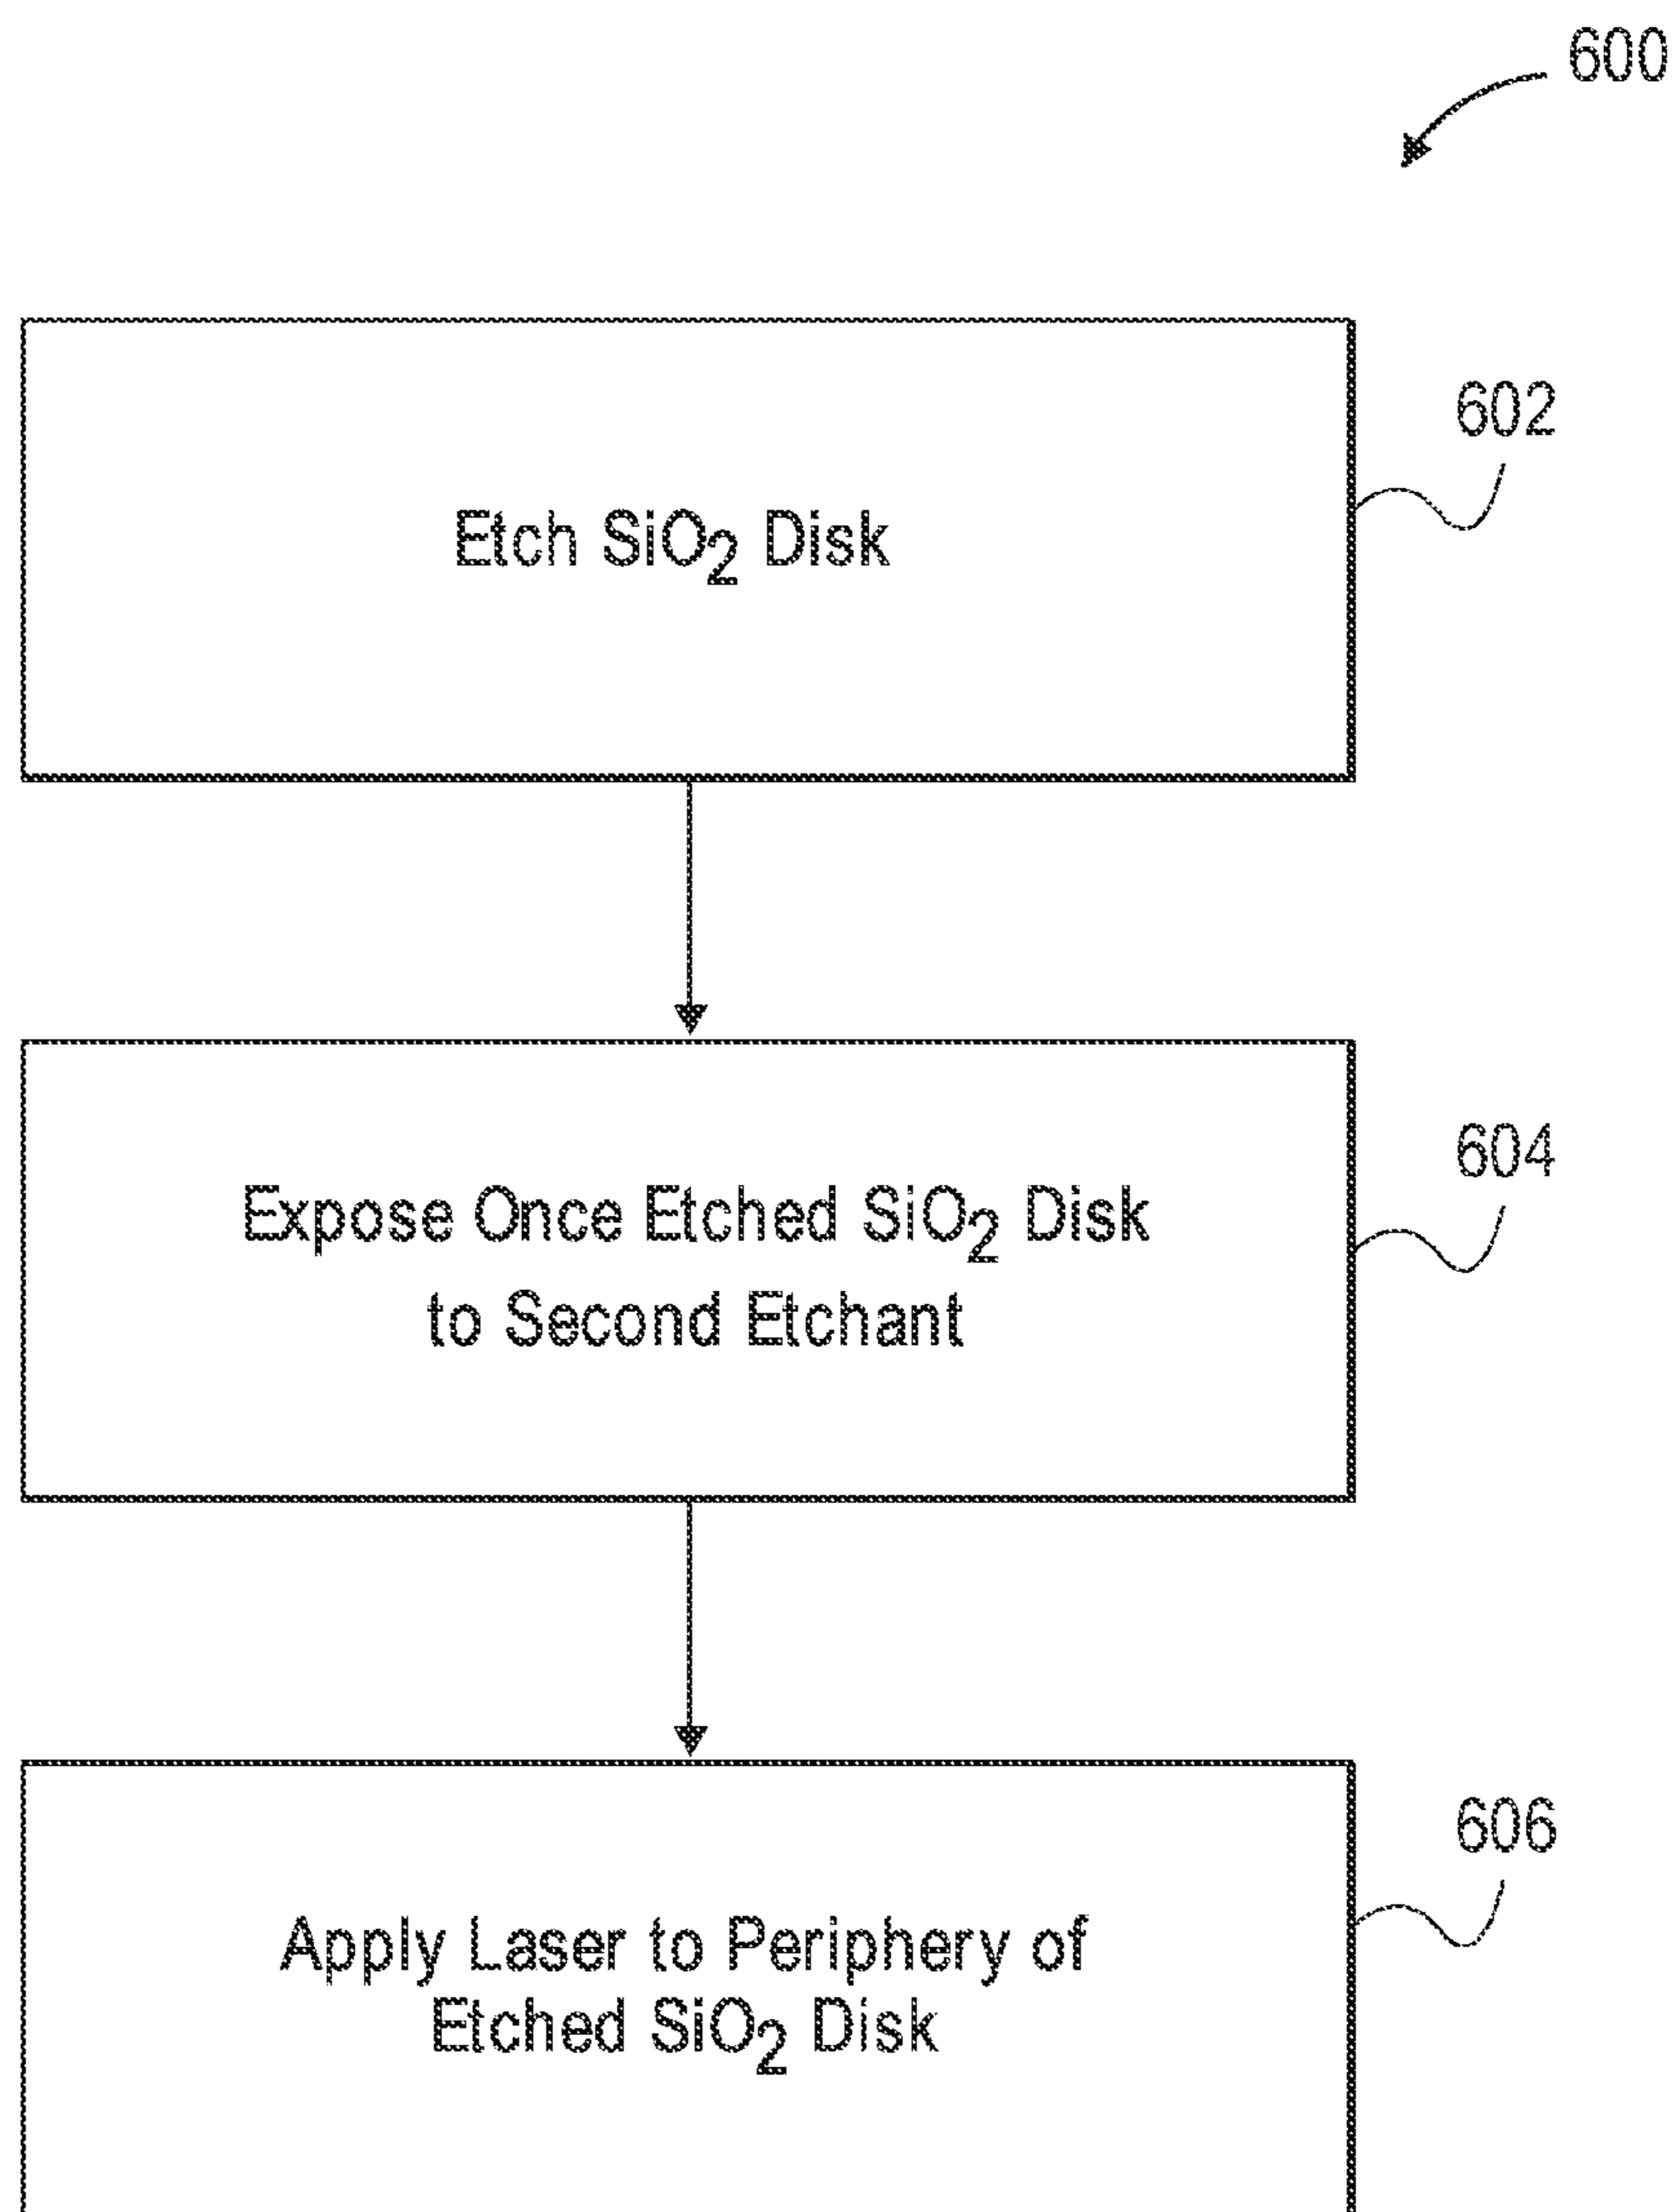 600
602
Etch SiO₂ Disk
604
Expose Once Etched SiO₂ Disk
to Second Etchant
606
Apply Laser to Periphery of
Etched SiO₂ Disk